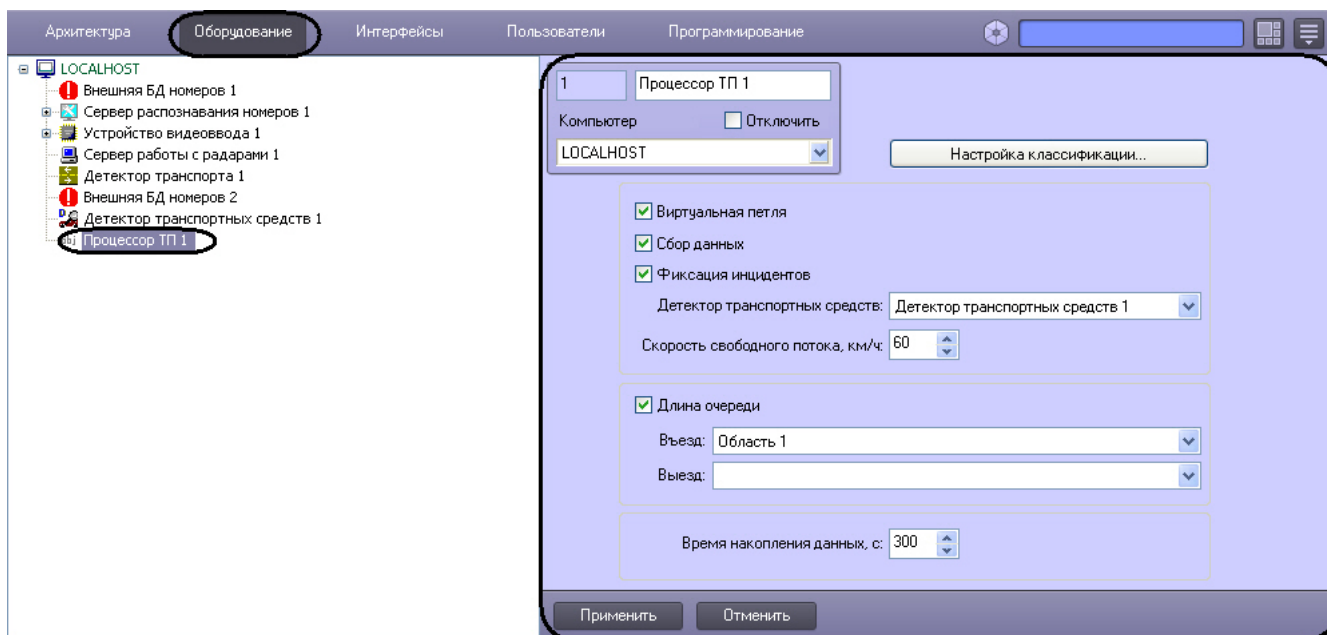 Архитектура Оборудование Интерфейсы Пользователи Программирование
LOCALHOST
Внешняя БД номеров 1
Сервер распознавания номеров 1
Устройство видеоввода 1
Сервер работы с радарами 1
Детектор транспорта 1
Внешняя БД номеров 2
Детектор транспортных средств 1
Процессор ТП 1
1 Процессор ТП 1
Компьютер Отключить
LOCALHOST
Настройка классификации...
Виртуальная петля
Сбор данных
Фиксация инцидентов
Детектор транспортных средств: Детектор транспортных средств 1
Скорость свободного потока, км/ч: 60
Длина очереди
Въезд: Область 1
Выезд:
Время накопления данных, с: 300
Применить Отменить